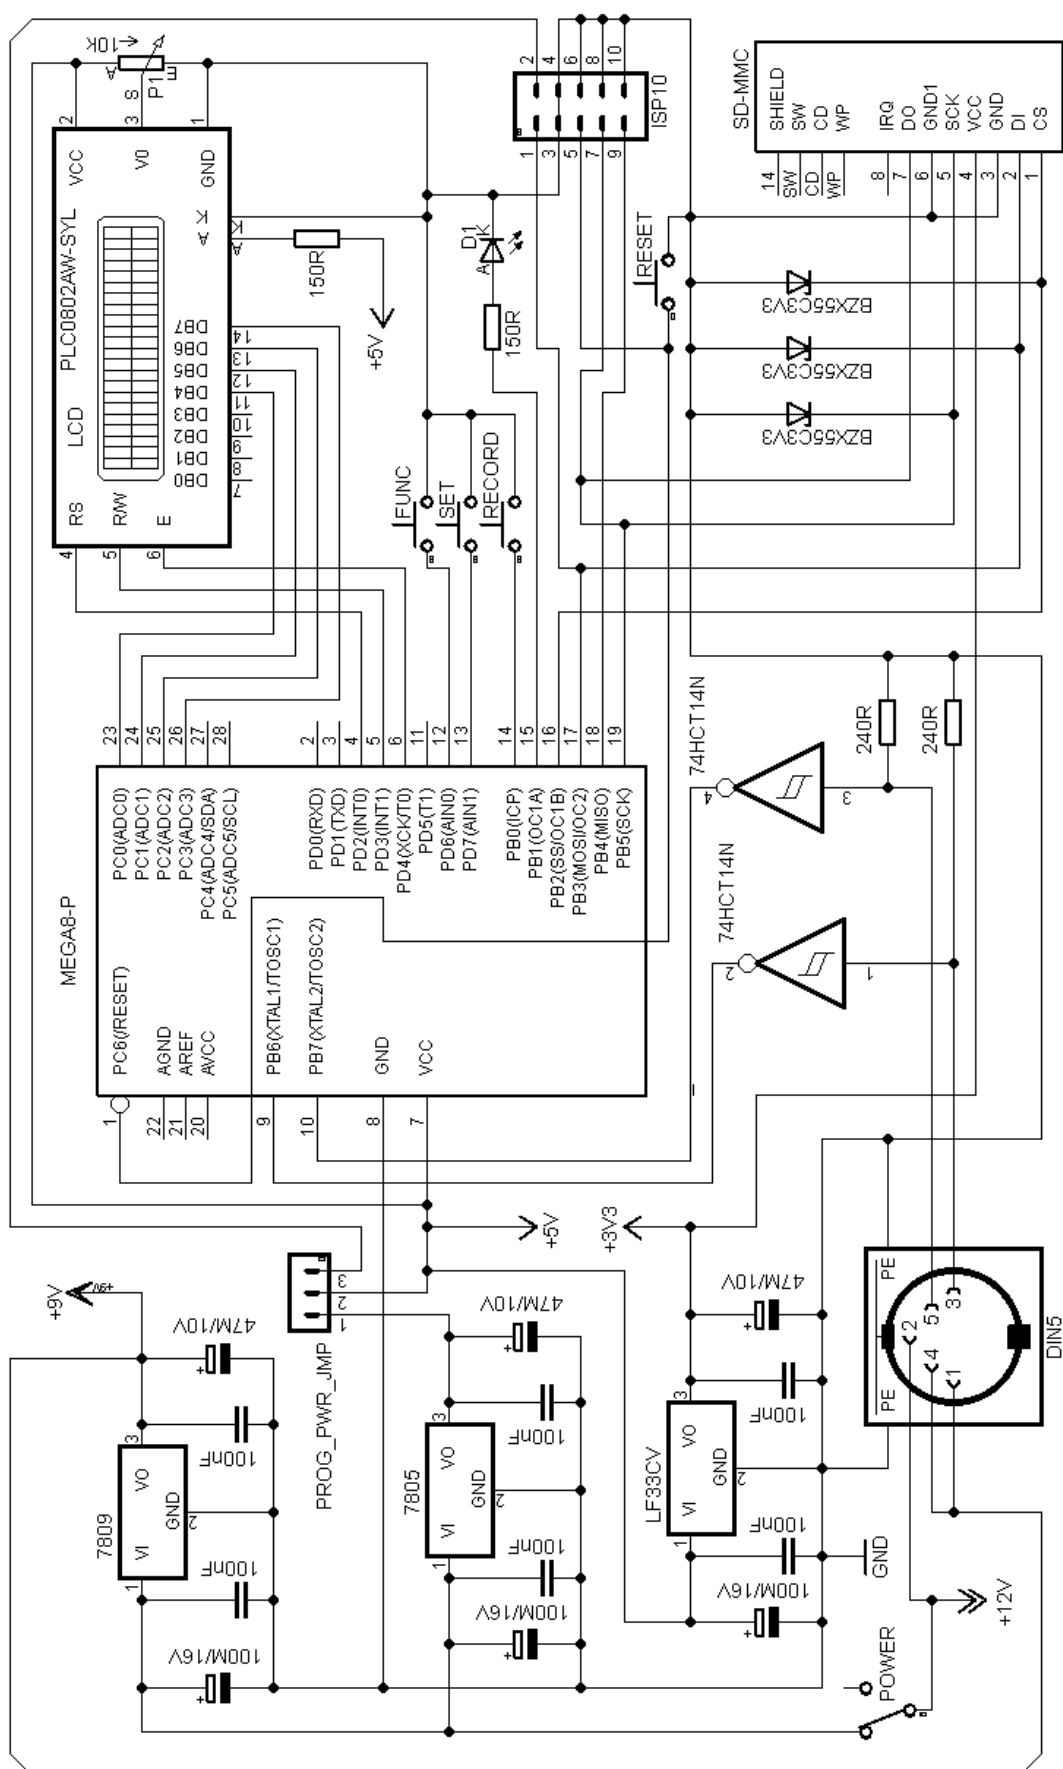 +9V
+9V
47M/10V
100nF
7809
VI
VO
GND
1
2
3
100nF
100M/16V
PROG_PWR_JMP
1
2
3
7805
VI
VO
GND
1
2
3
47M/10V
100nF
100nF
100M/16V
+5V
+3V3
LF33CV
VI
VO
GND
1
2
3
47M/10V
100nF
100nF
100M/16V
GND
POWER
+12V
DIN5
PE
PE
1
4
2
5
3
MEGA8-P
PC6(/RESET)
AGND
AREF
AVCC
PB6(XTAL1/TOSC1)
PB7(XTAL2/TOSC2)
GND
VCC
1
22
21
20
9
10
8
7
PC0(ADC0)
PC1(ADC1)
PC2(ADC2)
PC3(ADC3)
PC4(ADC4/SDA)
PC5(ADC5/SCL)
PD0(RXD)
PD1(TXD)
PD2(INT0)
PD3(INT1)
PD4(XCK/T0)
PD5(T1)
PD6(AIN0)
PD7(AIN1)
PB0(ICP)
PB1(OC1A)
PB2(SS/OC1B)
PB3(MOSI/OC2)
PB4(MISO)
PB5(SCK)
23
24
25
26
27
28
2
3
4
5
6
11
12
13
14
15
16
17
18
19
74HCT14N
1
2
74HCT14N
3
4
240R
240R
LCD
PLC0802AW-SYL
RS
R/W
E
4
5
6
DB0
DB1
DB2
DB3
DB4
DB5
DB6
DB7
7
8
9
10
11
12
13
14
VCC
V0
GND
2
3
1
A
K
A
K
P1
10k
A
S
E
150R
+5V
FUNC
SET
RECORD
D1
A
K
150R
RESET
ISP10
1
3
5
7
9
2
4
6
8
10
BZX55C3V3
BZX55C3V3
BZX55C3V3
SD-MMC
SHIELD
SW
CD
WP
IRQ
DO
GND1
SCK
VCC
GND
DI
CS
14
SW
CD
WP
8
7
6
5
4
3
2
1